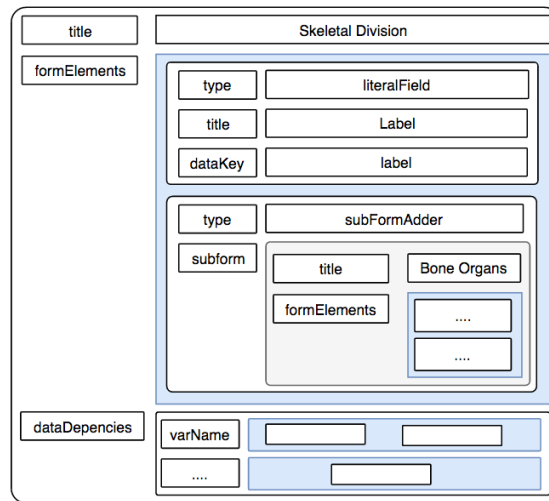 title Skeletal Division
formElements
type literalField
title Label
dataKey label
type subFormAdder
subform
title Bone Organs
formElements ....
....
dataDepencies
varName
....